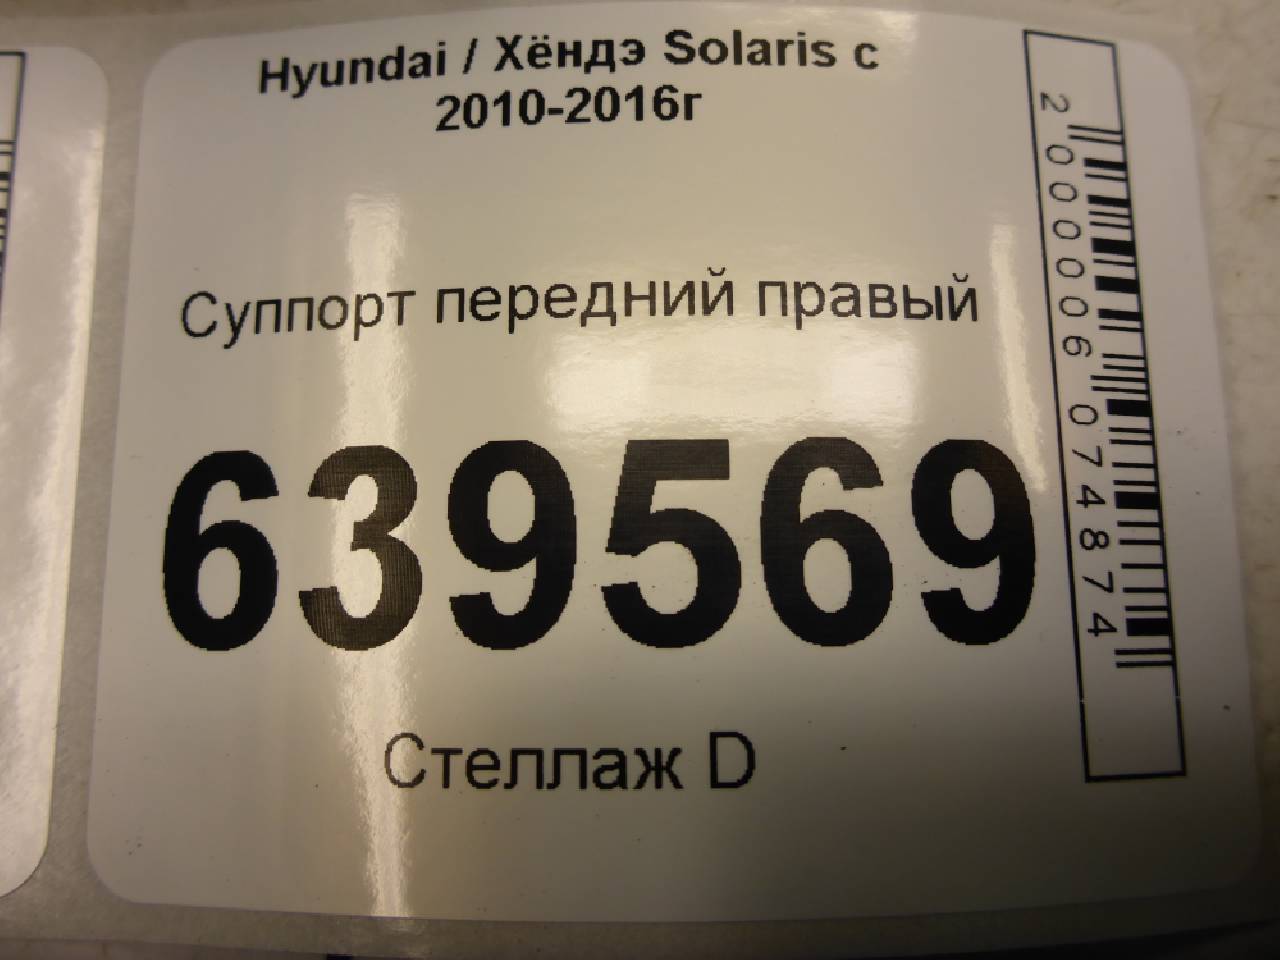 Hyundai / Хёндэ Solaris с
2010-2016г
Суппорт передний правый
639569
Стеллаж D
2000006074874